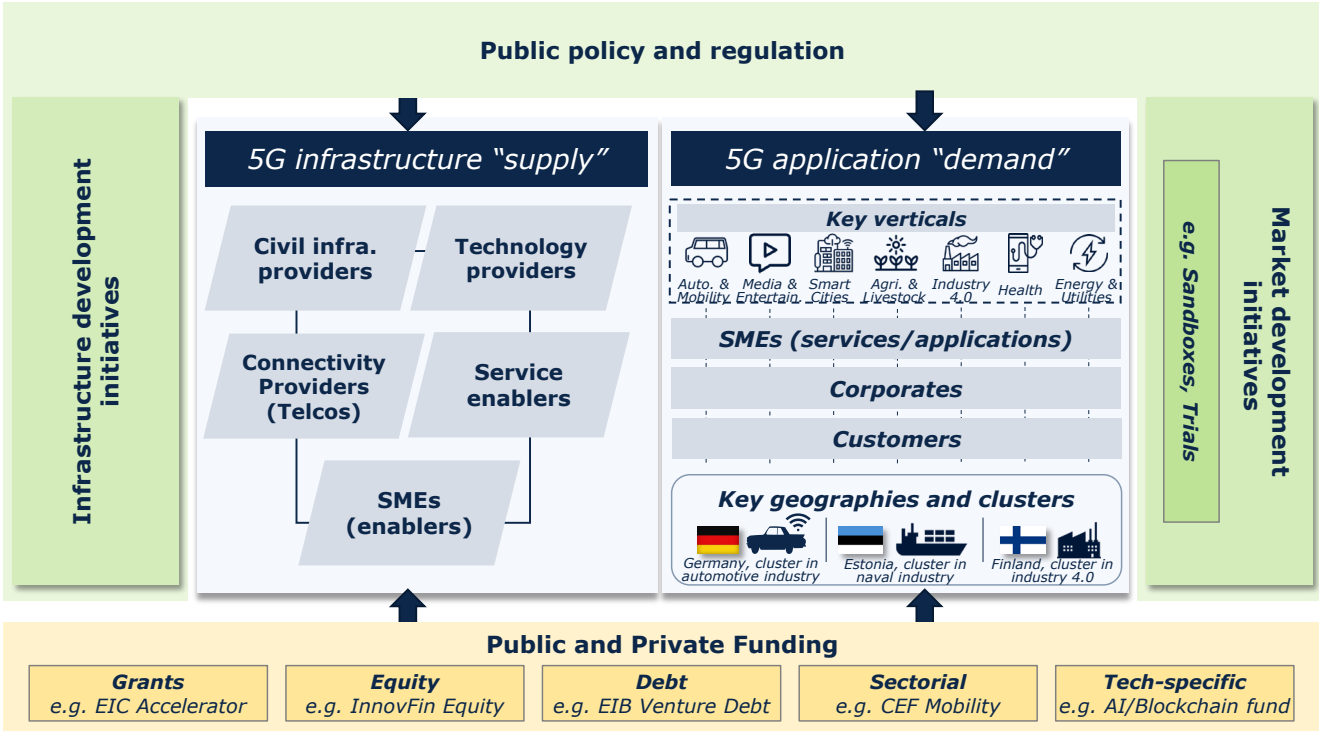 Public policy and regulation
Infrastructure development
initiatives
5G infrastructure “supply”
Civil infra.
providers
Technology
providers
Connectivity
Providers
(Telcos)
Service
enablers
SMEs
(enablers)
5G application “demand”
Key verticals
Auto. &
Mobility
Media &
Entertain.
Smart
Cities
Agri. &
Livestock
Industry
4.0
Health
Energy &
Utilities
SMEs (services/applications)
Corporates
Customers
Key geographies and clusters
Germany, cluster in
automotive industry
Estonia, cluster in
naval industry
Finland, cluster in
industry 4.0
e.g. Sandboxes, Trials
Market development
initiatives
Public and Private Funding
Grants
e.g. EIC Accelerator
Equity
e.g. InnovFin Equity
Debt
e.g. EIB Venture Debt
Sectorial
e.g. CEF Mobility
Tech-specific
e.g. AI/Blockchain fund